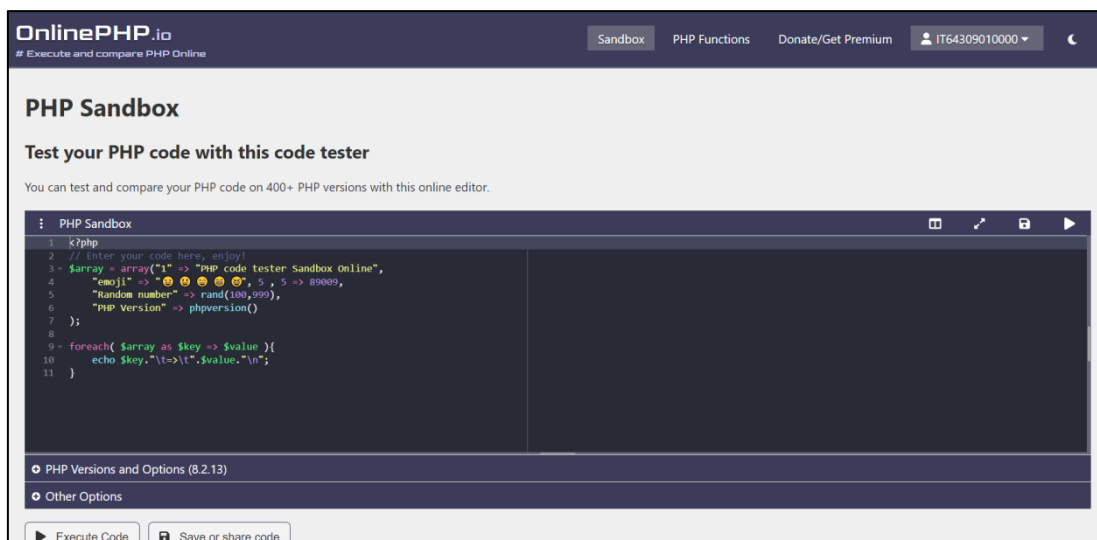 OnlinePHP.io
# Execute and compare PHP Online
Sandbox PHP Functions Donate/Get Premium IT64309010000
PHP Sandbox
Test your PHP code with this code tester
You can test and compare your PHP code on 400+ PHP versions with this online editor.
PHP Sandbox
1 <?php
2 // Enter your code here, enjoy!
3 $array = array("1" => "PHP code tester Sandbox Online",
4 "emoji" => "😀 😃 😄 😁 😆", 5 , 5 => 89009,
5 "Random number" => rand(100,999),
6 "PHP Version" => phpversion()
7 );
8
9 foreach( $array as $key => $value ){
10 echo $key."\t=>\t".$value."\n";
11 }
PHP Versions and Options (8.2.13)
Other Options
Execute Code Save or share code